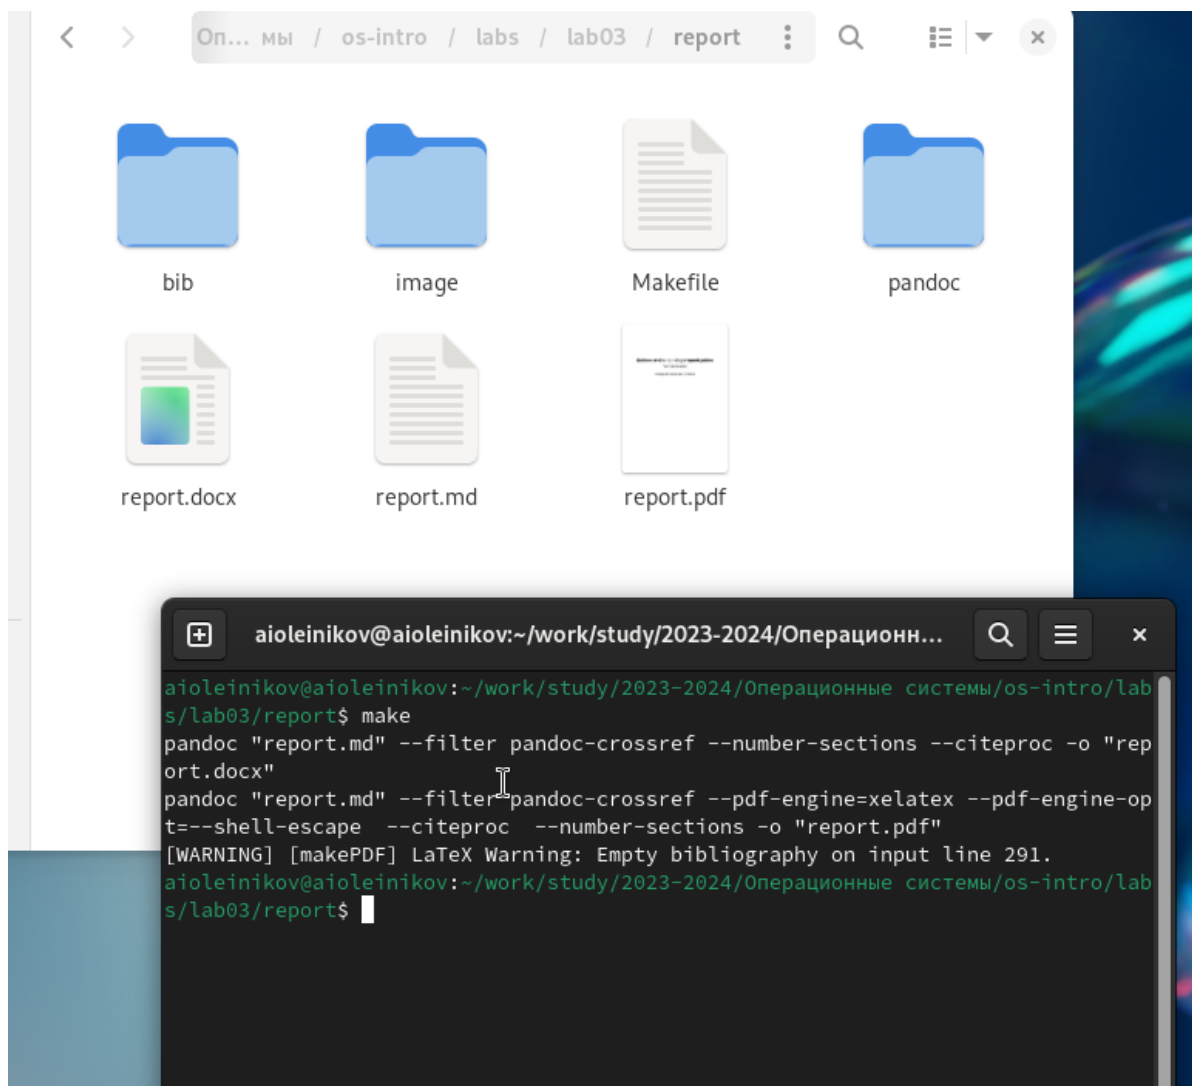 Оп... мы / os-intro / labs / lab03 / report
bib
image
Makefile
pandoc
report.docx
report.md
report.pdf
aioleinikov@aioleinikov:~/work/study/2023-2024/Операционн...
aioleinikov@aioleinikov:~/work/study/2023-2024/Операционные системы/os-intro/lab
s/lab03/report$ make
pandoc "report.md" --filter pandoc-crossref --number-sections --citeproc -o "rep
ort.docx"
pandoc "report.md" --filter pandoc-crossref --pdf-engine=xelatex --pdf-engine-op
t=--shell-escape  --citeproc  --number-sections -o "report.pdf"
[WARNING] [makePDF] LaTeX Warning: Empty bibliography on input line 291.
aioleinikov@aioleinikov:~/work/study/2023-2024/Операционные системы/os-intro/lab
s/lab03/report$